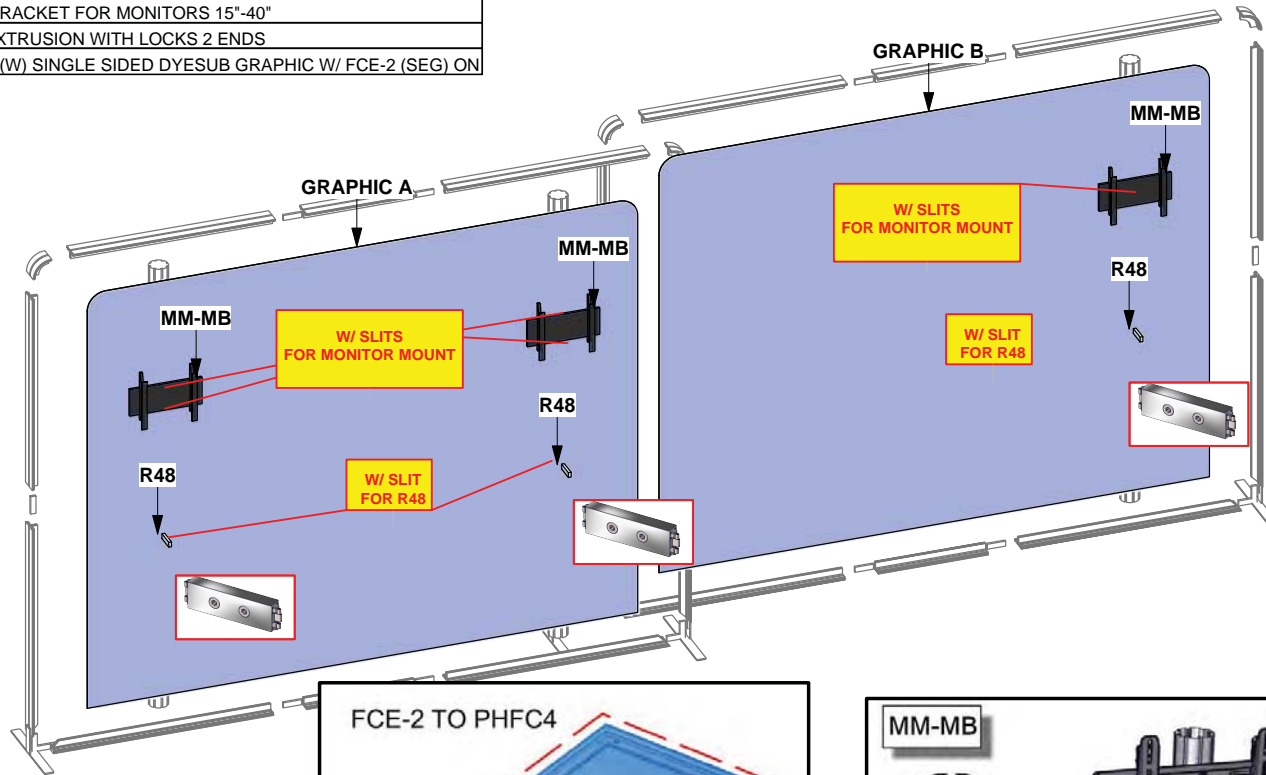 RACKET FOR MONITORS 15"-40"
XTRUSION WITH LOCKS 2 ENDS
(W) SINGLE SIDED DYESUB GRAPHIC W/ FCE-2 (SEG) ON
GRAPHIC B
MM-MB
W/ SLITS
FOR MONITOR MOUNT
R48
W/ SLIT
FOR R48
GRAPHIC A
MM-MB
MM-MB
W/ SLITS
FOR MONITOR MOUNT
R48
R48
W/ SLIT
FOR R48
FCE-2 TO PHFC4
MM-MB